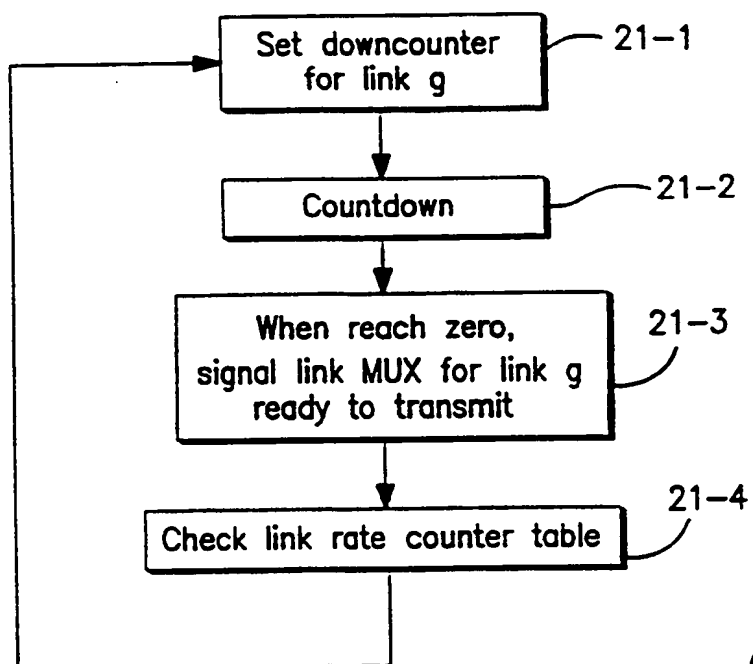 Set downcounter
for link g
21-1
Countdown
21-2
When reach zero,
signal link MUX for link g
ready to transmit
21-3
Check link rate counter table
21-4